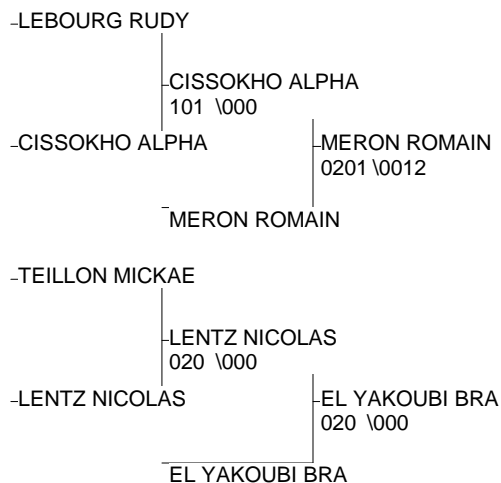 LEBOURG RUDY
CISSOKHO ALPHA
101 \000
CISSOKHO ALPHA
MERON ROMAIN
0201 \0012
MERON ROMAIN
TEILLON MICKAE
LENTZ NICOLAS
020 \000
LENTZ NICOLAS
EL YAKOUBI BRA
020 \000
EL YAKOUBI BRA